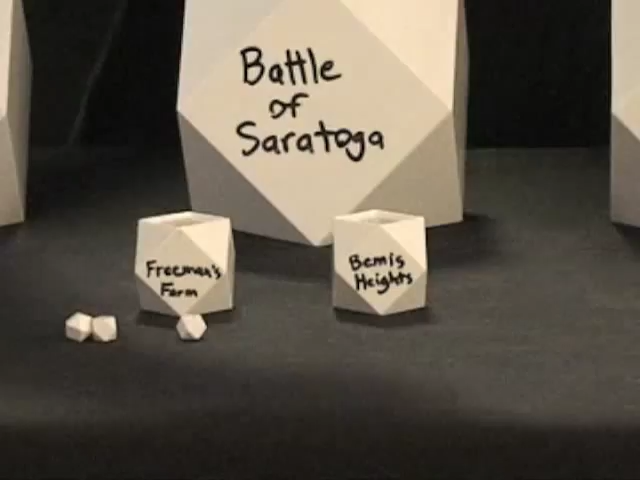 Battle
of
Saratoga
Freeman's
Farm
Bemis
Heights